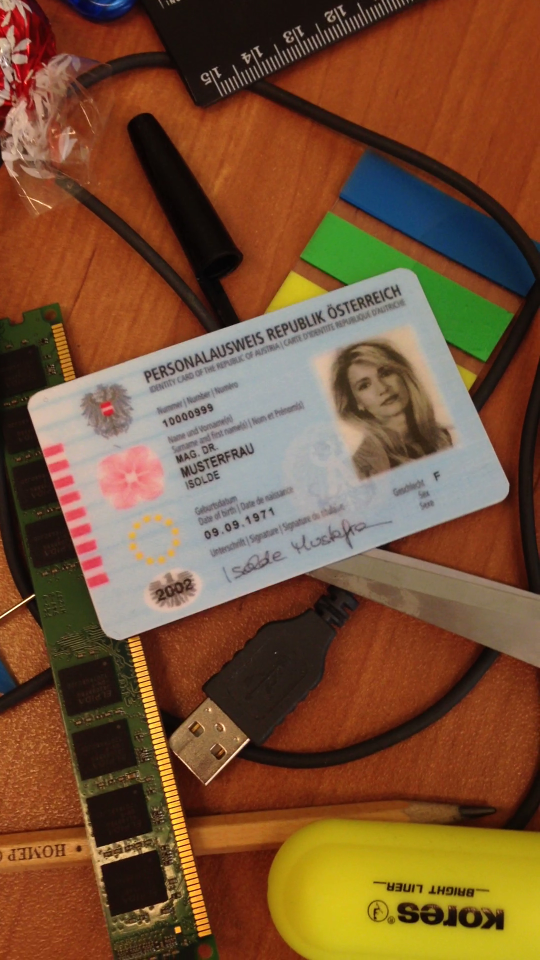 15 14 13 12
PERSONALAUSWEIS REPUBLIK ÖSTERREICH
IDENTITY CARD OF THE REPUBLIC OF AUSTRIA | CARTE D'IDENTITÉ RÉPUBLIQUE D'AUTRICHE
Nummer | Number | Numéro
10000999
Name und Vorname(n)
Surname and first name(s) | Nom et Prénom(s)
MAG. DR.
MUSTERFRAU
ISOLDE
Geburtsdatum
Date of birth | Date de naissance
09.09.1971
Geschlecht F
Sex
Sexe
Unterschrift | Signature | Signature du titulaire
Isolde Musterfrau
2002
HOMEP
Kores
BRIGHT LINER